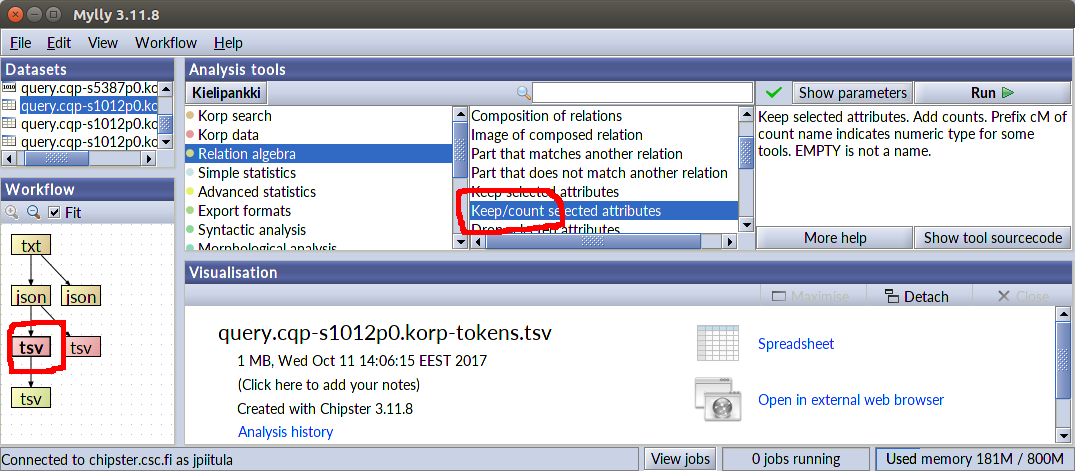 Mylly 3.11.8
File Edit View Workflow Help
Datasets
query.cqp-s5387p0.ko
query.cqp-s1012p0.ko
query.cqp-s1012p0.ko
query.cqp-s1012p0.ko
Workflow
Fit
txt
json json
tsv tsv
tsv
Analysis tools
Kielipankki
Korp search
Korp data
Relation algebra
Simple statistics
Advanced statistics
Export formats
Syntactic analysis
Morphological analysis
Composition of relations
Image of composed relation
Part that matches another relation
Part that does not match another relation
Keep selected attributes
Keep/count selected attributes
Drop selected attributes
Show parameters Run
Keep selected attributes. Add counts. Prefix cM of
count name indicates numeric type for some
tools. EMPTY is not a name.
More help Show tool sourcecode
Visualisation
Maximise Detach Close
query.cqp-s1012p0.korp-tokens.tsv
1 MB, Wed Oct 11 14:06:15 EEST 2017
(Click here to add your notes)
Created with Chipster 3.11.8
Analysis history
Spreadsheet
Open in external web browser
Connected to chipster.csc.fi as jpiitula View jobs 0 jobs running Used memory 181M / 800M